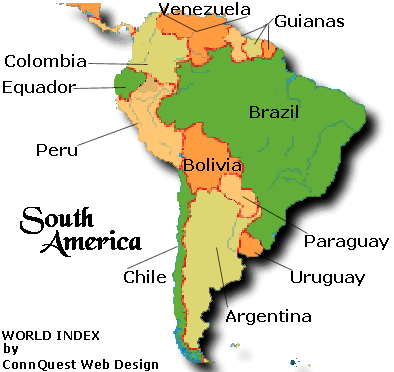 Venezuela
Guianas
Colombia
Equador
Brazil
Peru
Bolivia
South
America
Paraguay
Chile
Uruguay
Argentina
WORLD INDEX
by
ConnQuest Web Design